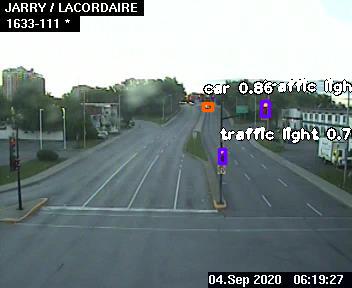 JARRY / LACORDAIRE
1633-111 *
car 0.86
traffic light 0.7
04.Sep 2020 06:19:27